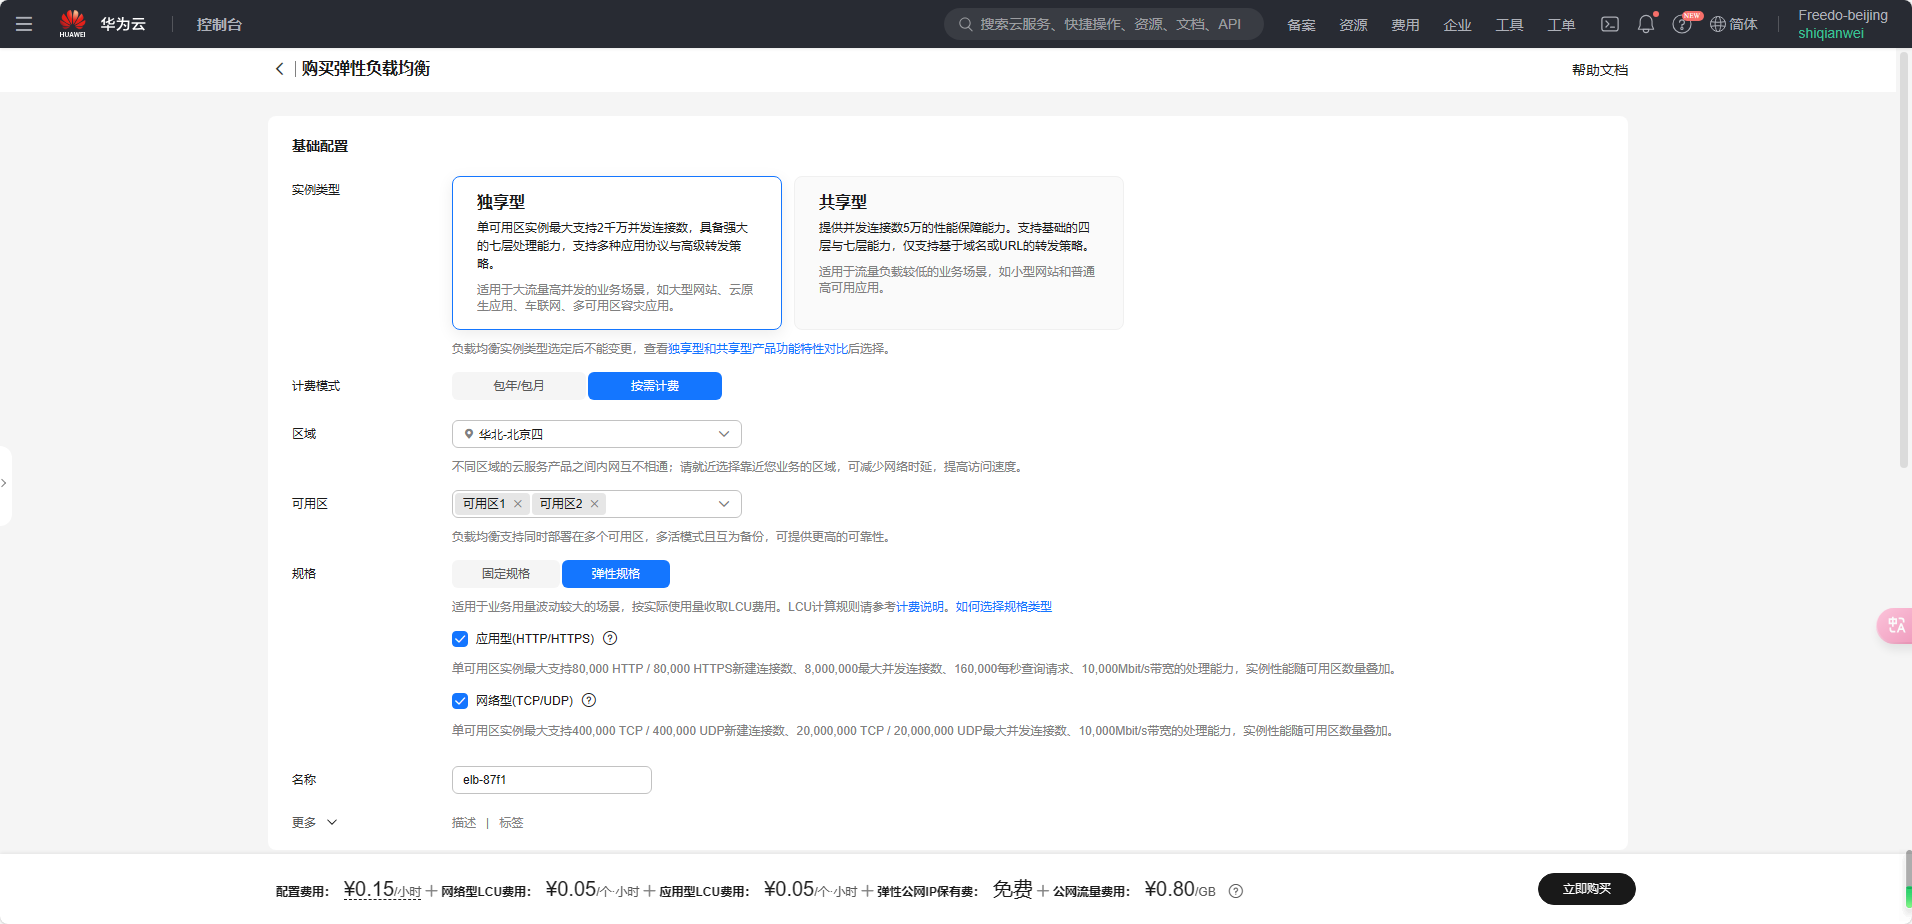 HUAWEI
华为云
控制台
搜索云服务、快捷操作、资源、文档、API
备案
资源
费用
企业
工具
工单
NEW
简体
Freedo-beijing
shiqianwei
购买弹性负载均衡
帮助文档
基础配置
实例类型
独享型
单可用区实例最大支持2千万并发连接数，具备强大
的七层处理能力，支持多种应用协议与高级转发策
略。
适用于大流量高并发的业务场景，如大型网站、云原
生应用、车联网、多可用区容灾应用。
共享型
提供并发连接数5万的性能保障能力。支持基础的四
层与七层能力，仅支持基于域名或URL的转发策略。
适用于流量负载较低的业务场景，如小型网站和普通
高可用应用。
负载均衡实例类型选定后不能变更，查看独享型和共享型产品功能特性对比后选择。
计费模式
包年/包月
按需计费
区域
华北-北京四
不同区域的云服务产品之间内网互不相通；请就近选择靠近您业务的区域，可减少网络时延，提高访问速度。
可用区
可用区1
可用区2
负载均衡支持同时部署在多个可用区，多活模式且互为备份，可提供更高的可靠性。
规格
固定规格
弹性规格
适用于业务用量波动较大的场景，按实际使用量收取LCU费用。LCU计算规则请参考计费说明。如何选择规格类型
应用型(HTTP/HTTPS)
单可用区实例最大支持80,000 HTTP / 80,000 HTTPS新建连接数、8,000,000最大并发连接数、160,000每秒查询请求、10,000Mbit/s带宽的处理能力，实例性能随可用区数量叠加。
网络型(TCP/UDP)
单可用区实例最大支持400,000 TCP / 400,000 UDP新建连接数、20,000,000 TCP / 20,000,000 UDP最大并发连接数、10,000Mbit/s带宽的处理能力，实例性能随可用区数量叠加。
名称
elb-87f1
更多
描述 | 标签
中A
配置费用： ¥0.15/小时 + 网络型LCU费用： ¥0.05/个·小时 + 应用型LCU费用： ¥0.05/个·小时 + 弹性公网IP保有费： 免费 + 公网流量费用： ¥0.80/GB
立即购买